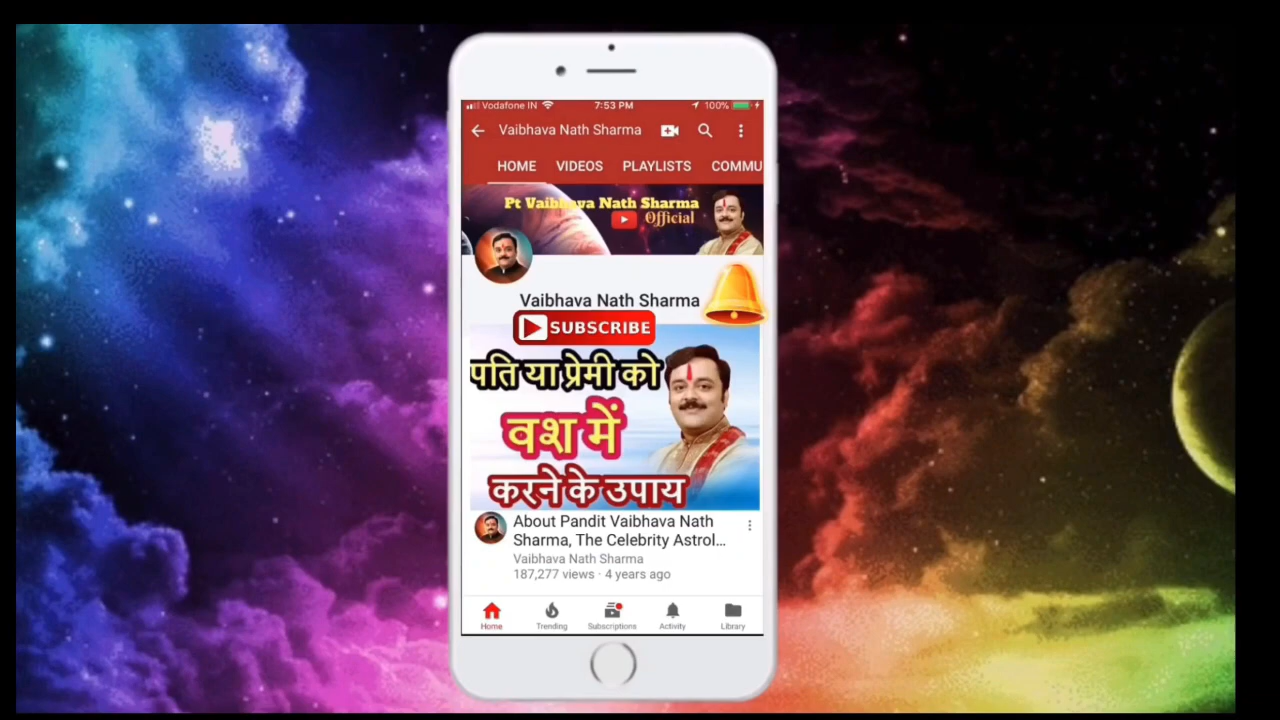 Vodafone IN 7:53 PM 100%
Vaibhava Nath Sharma
HOME VIDEOS PLAYLISTS COMMU
Pt Vaibhava Nath Sharma
Official
Vaibhava Nath Sharma
SUBSCRIBE
पति या प्रेमी को
वश में
करने के उपाय
About Pandit Vaibhava Nath
Sharma, The Celebrity Astrol...
Vaibhava Nath Sharma
187,277 views · 4 years ago
Home Trending Subscriptions Activity Library